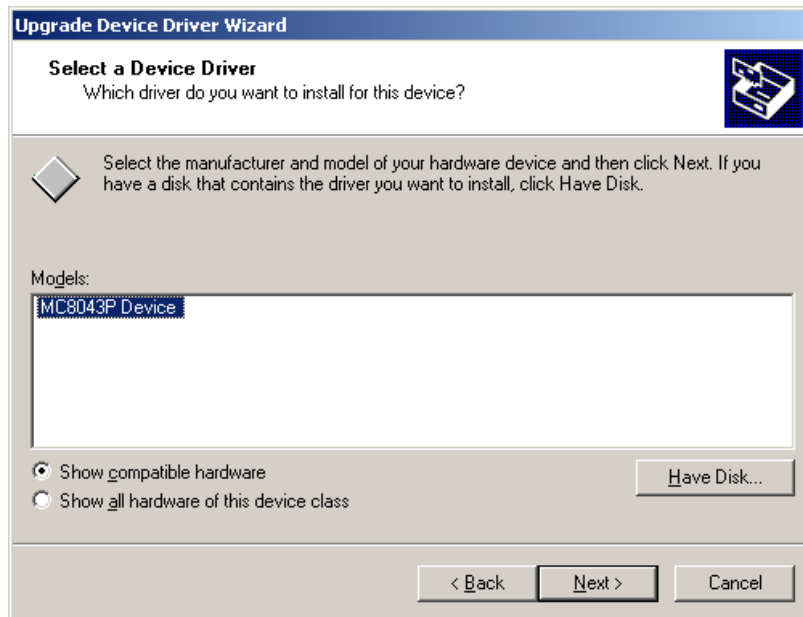 Upgrade Device Driver Wizard
Select a Device Driver
Which driver do you want to install for this device?
Select the manufacturer and model of your hardware device and then click Next. If you
have a disk that contains the driver you want to install, click Have Disk.
Models:
MC8043P Device
Show compatible hardware
Show all hardware of this device class
Have Disk...
< Back
Next >
Cancel